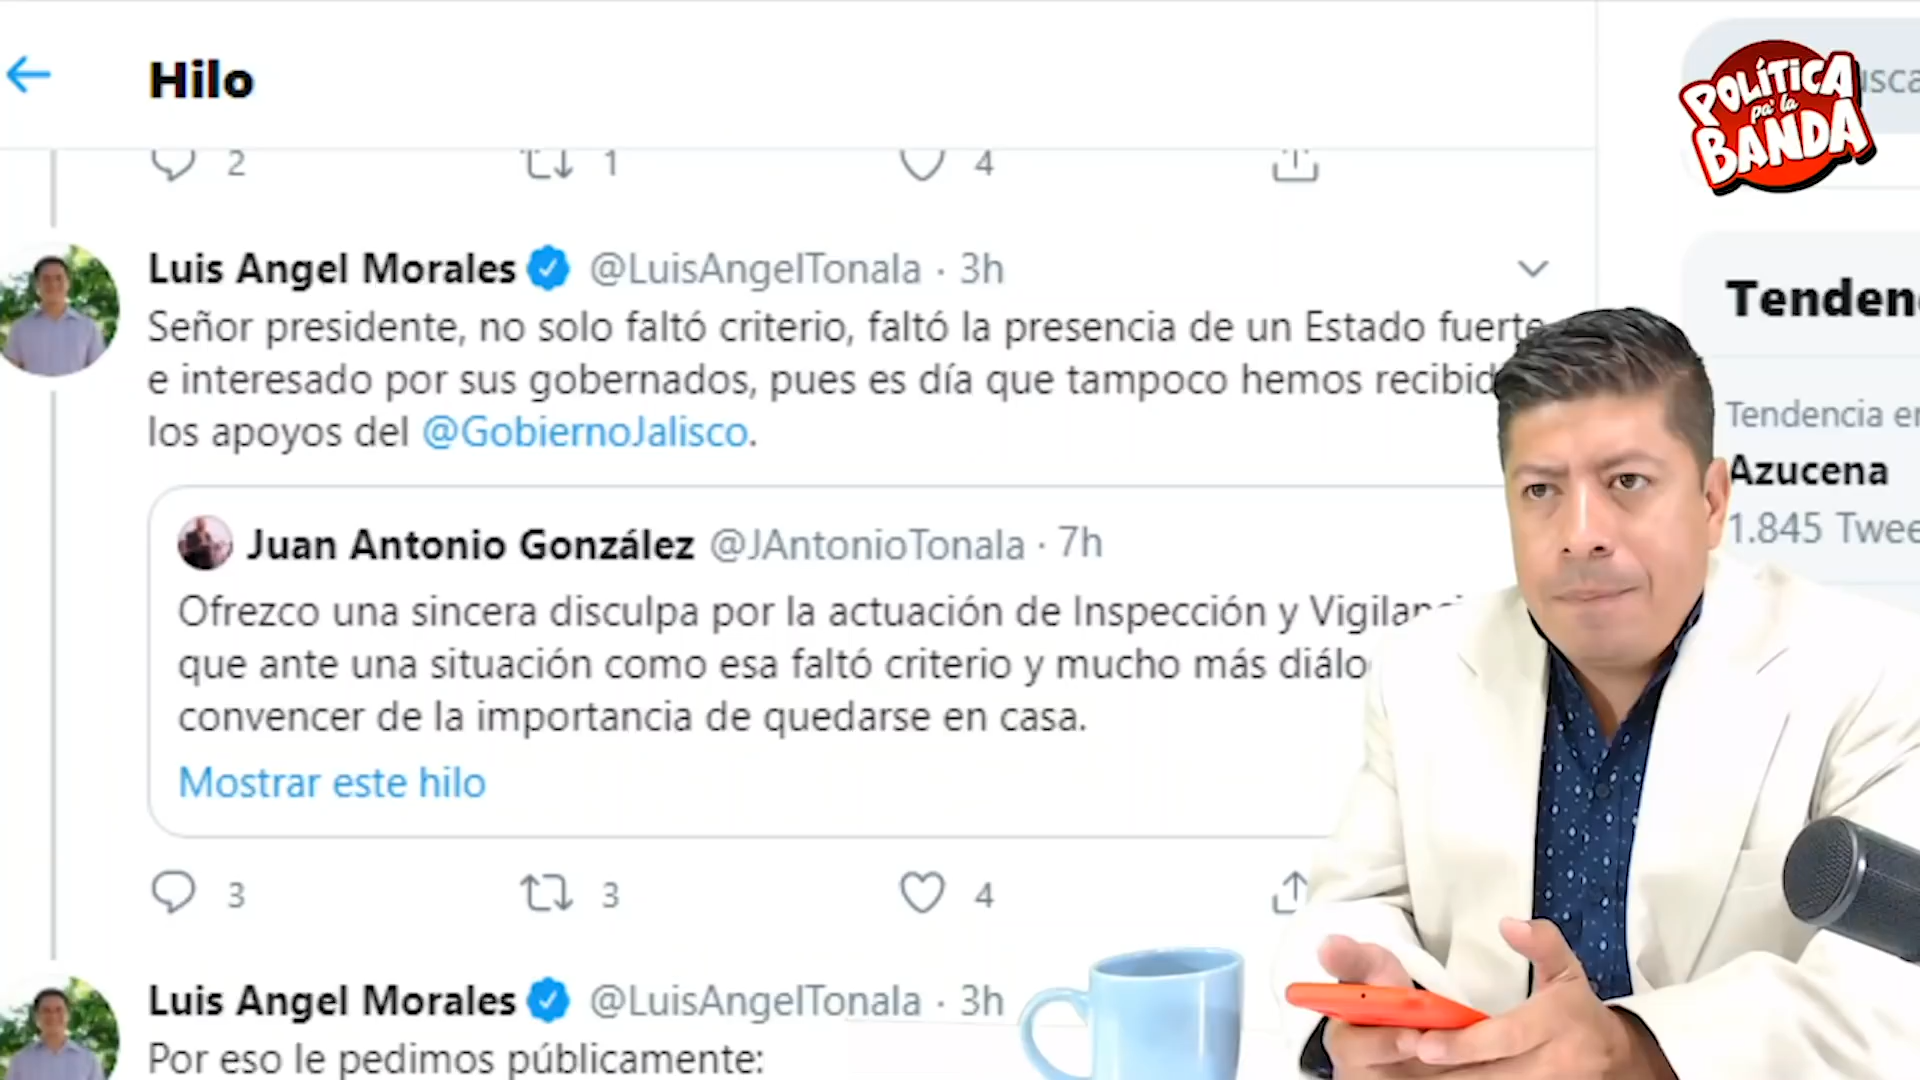 Hilo
POLÍTICA
pa' la
BANDA
2 1 4
Luis Angel Morales @LuisAngelTonala · 3h
Señor presidente, no solo faltó criterio, faltó la presencia de un Estado fuerte
e interesado por sus gobernados, pues es día que tampoco hemos
los apoyos del @GobiernoJalisco.
Juan Antonio González @JAntonioTonala · 7h
Ofrezco una sincera disculpa por la actuación de Inspección y
que ante una situación como esa faltó criterio y mucho más
convencer de la importancia de quedarse en casa.
Mostrar este hilo
3 3 4
Luis Angel Morales @LuisAngelTonala · 3h
Por eso le pedimos públicamente:
Tendencia
Azucena
1.845